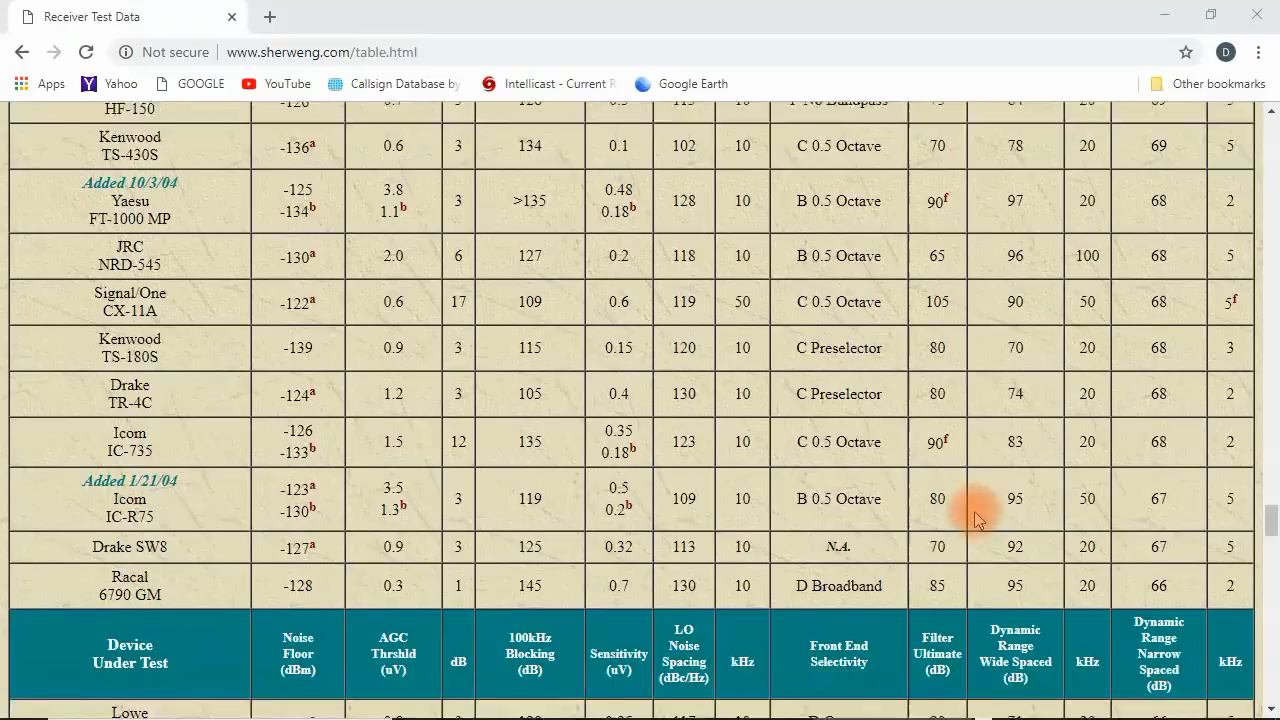 Receiver Test Data
Not secure www.sherweng.com/table.html
D
Apps Yahoo GOOGLE YouTube Callsign Database by Intellicast - Current Google Earth Other bookmarks
HF-150
Kenwood
TS-430S
-136a 0.6 3 134 0.1 102 10 C 0.5 Octave 70 78 20 69 5
Added 10/3/04
Yaesu
FT-1000 MP
-125
-134b
3.8
1.1b
3 >135
0.48
0.18b
128 10 B 0.5 Octave 90f 97 20 68 2
JRC
NRD-545
-130a 2.0 6 127 0.2 118 10 B 0.5 Octave 65 96 100 68 5
Signal/One
CX-11A
-122a 0.6 17 109 0.6 119 50 C 0.5 Octave 105 90 50 68 5f
Kenwood
TS-180S
-139 0.9 3 115 0.15 120 10 C Preselector 80 70 20 68 3
Drake
TR-4C
-124a 1.2 3 105 0.4 130 10 C Preselector 80 74 20 68 2
Icom
IC-735
-126
-133b
1.5 12 135
0.35
0.18b
123 10 C 0.5 Octave 90f 83 20 68 2
Added 1/21/04
Icom
IC-R75
-123a
-130b
3.5
1.3b
3 119
0.5
0.2b
109 10 B 0.5 Octave 80 95 50 67 5
Drake SW8 -127a 0.9 3 125 0.32 113 10 N.A. 70 92 20 67 5
Racal
6790 GM
-128 0.3 1 145 0.7 130 10 D Broadband 85 95 20 66 2
Device
Under Test
Noise
Floor
(dBm)
AGC
Thrshld
(uV)
dB
100kHz
Blocking
(dB)
Sensitivity
(uV)
LO
Noise
Spacing
(dBc/Hz)
kHz
Front End
Selectivity
Filter
Ultimate
(dB)
Dynamic
Range
Wide Spaced
(dB)
kHz
Dynamic
Range
Narrow
Spaced
(dB)
kHz
Lowe